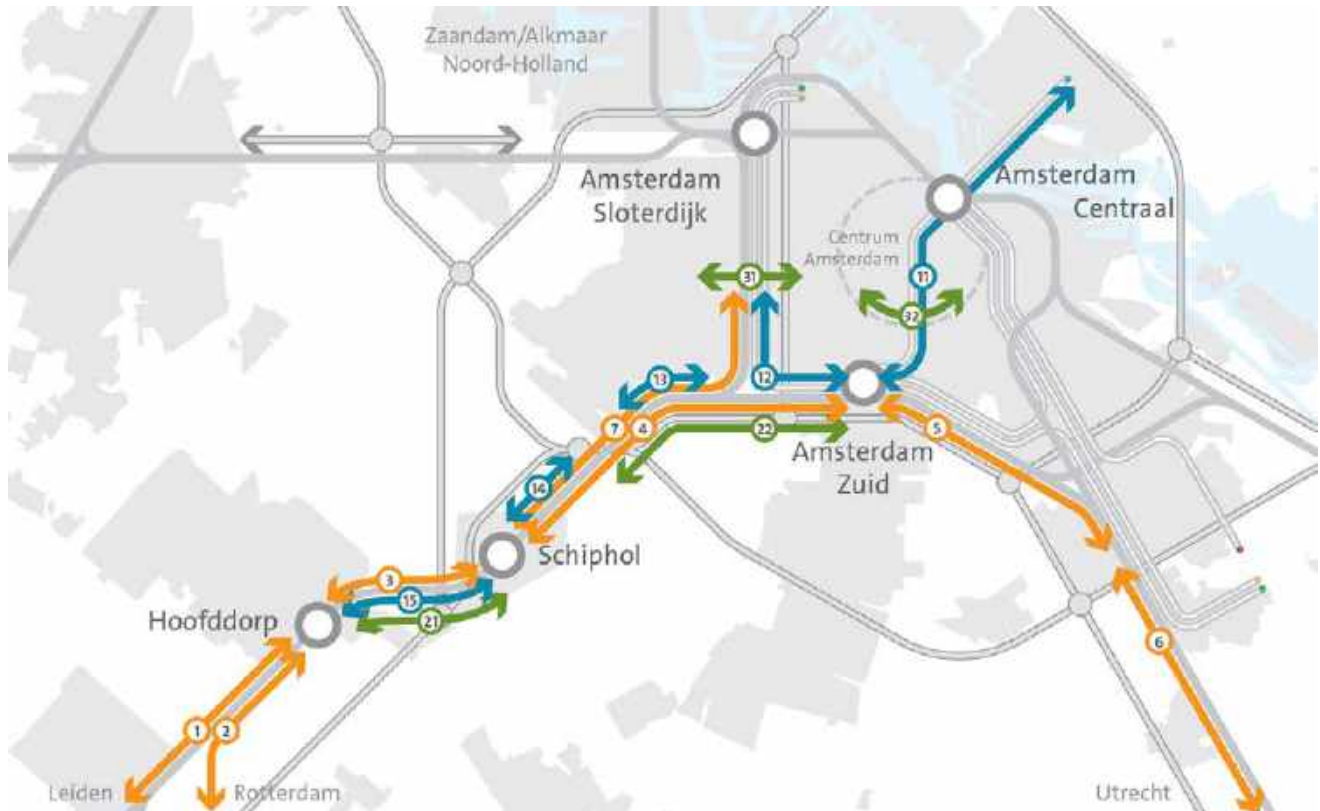 Zaandam/Alkmaar
Noord-Holland
Amsterdam
Sloterdijk
Amsterdam
Centraal
Centrum
Amsterdam
31
11
32
13
12
7
4
22
5
Amsterdam
Zuid
14
Schiphol
3
15
21
Hoofddorp
6
1
2
Leiden
Rotterdam
Utrecht